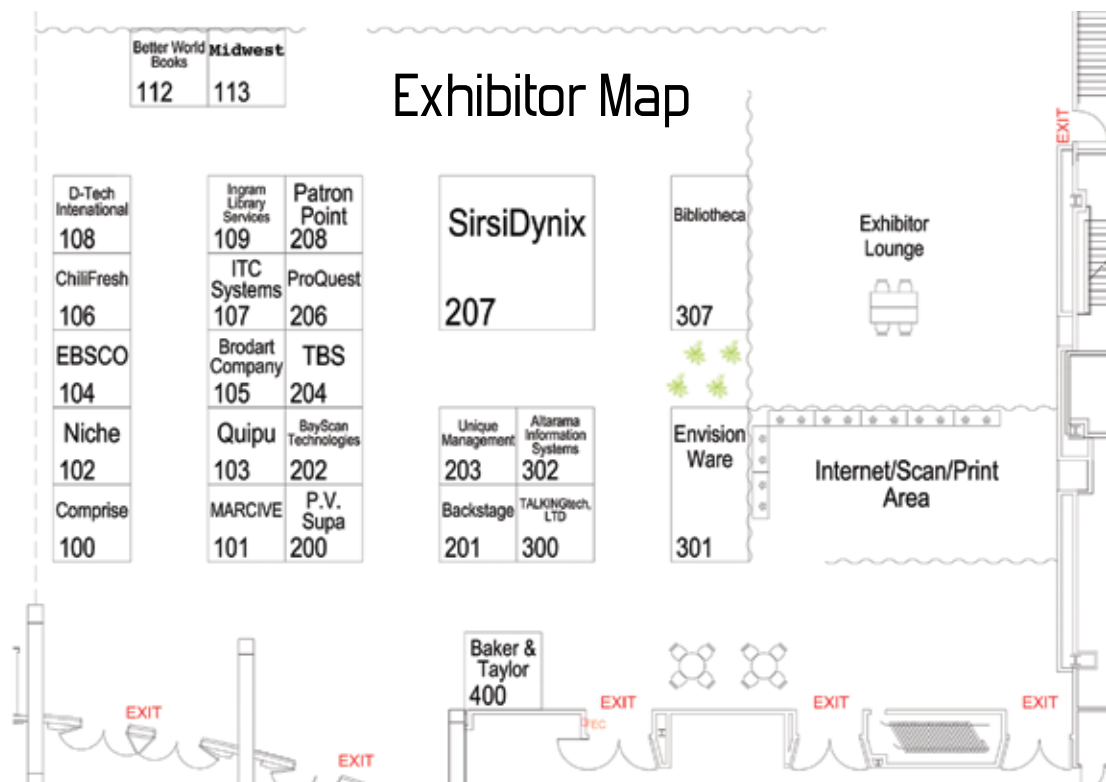 Better World
Books
112
Midwest
113
Exhibitor Map
EXIT
D-Tech
Intenational
108
Ingram
Library
Services
109
Patron
Point
208
SirsiDynix
207
Bibliotheca
307
Exhibitor
Lounge
ChiliFresh
106
ITC
Systems
107
ProQuest
206
EBSCO
104
Brodart
Company
105
TBS
204
Niche
102
Quipu
103
BayScan
Technologies
202
Unique
Management
203
Altarama
Information
Systems
302
Envision
Ware
301
Internet/Scan/Print
Area
Comprise
100
MARCIVE
101
P.V.
Supa
200
Backstage
201
TALKINGtech,
LTD
300
Baker &
Taylor
400
EXIT
EXIT
EXIT
FEC
EXIT
EXIT